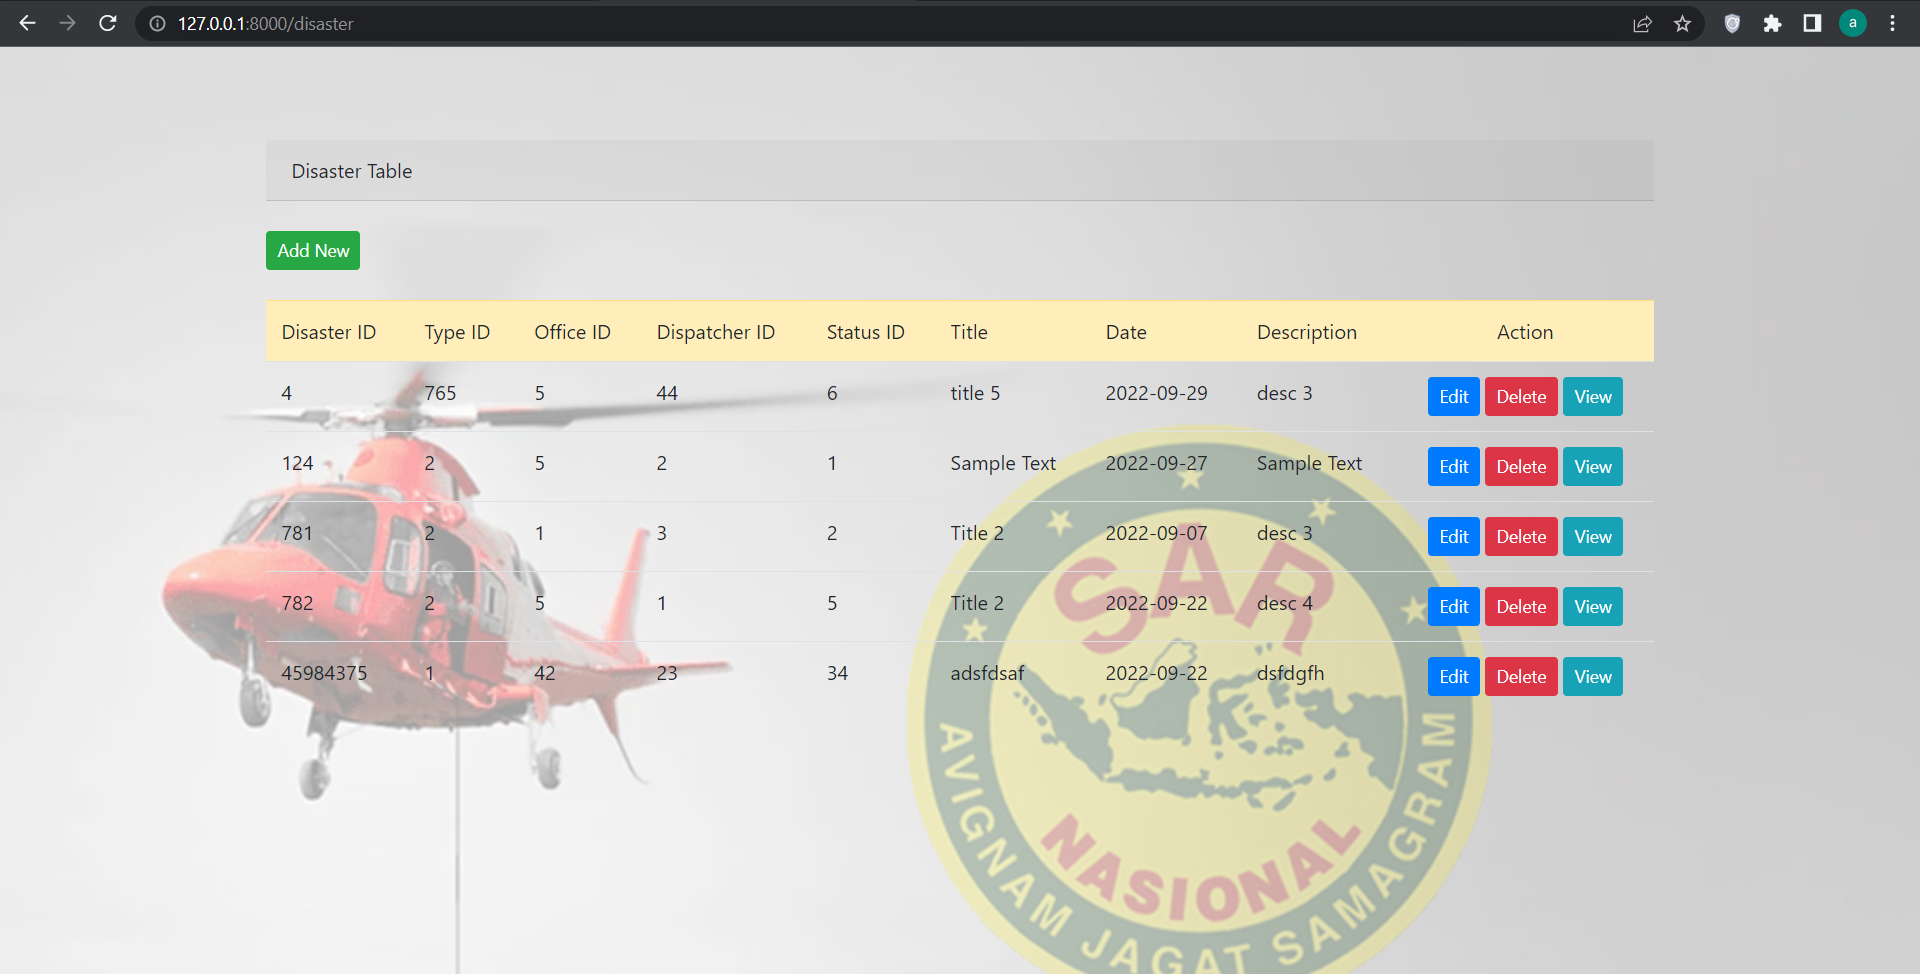 127.0.0.1:8000/disaster
a
Disaster Table
Add New
Disaster ID Type ID Office ID Dispatcher ID Status ID Title Date Description Action
4 765 5 44 6 title 5 2022-09-29 desc 3 Edit Delete View
124 2 5 2 1 Sample Text 2022-09-27 Sample Text Edit Delete View
781 2 1 3 2 Title 2 2022-09-07 desc 3 Edit Delete View
782 2 5 1 5 Title 2 2022-09-22 desc 4 Edit Delete View
45984375 1 42 23 34 adsfdsaf 2022-09-22 dsfdgfh Edit Delete View
SAR
NASIONAL
AVIGNAM JAGAT SAMAGRAM